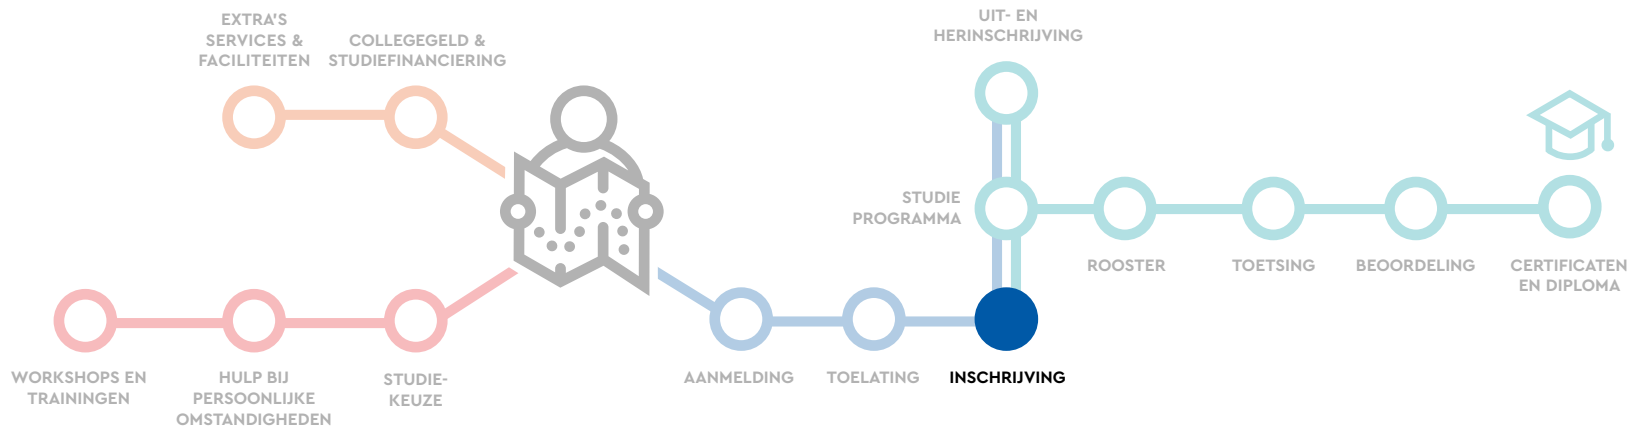 EXTRA'S
SERVICES &
FACILITEITEN
COLLEGEGELD &
STUDIEFINANCIERING
UIT- EN
HERINSCHRIJVING
STUDIE
PROGRAMMA
ROOSTER
TOETSING
BEOORDELING
CERTIFICATEN
EN DIPLOMA
WORKSHOPS EN
TRAININGEN
HULP BIJ
PERSOONLIJKE
OMSTANDIGHEDEN
STUDIE-
KEUZE
AANMELDING
TOELATING
INSCHRIJVING